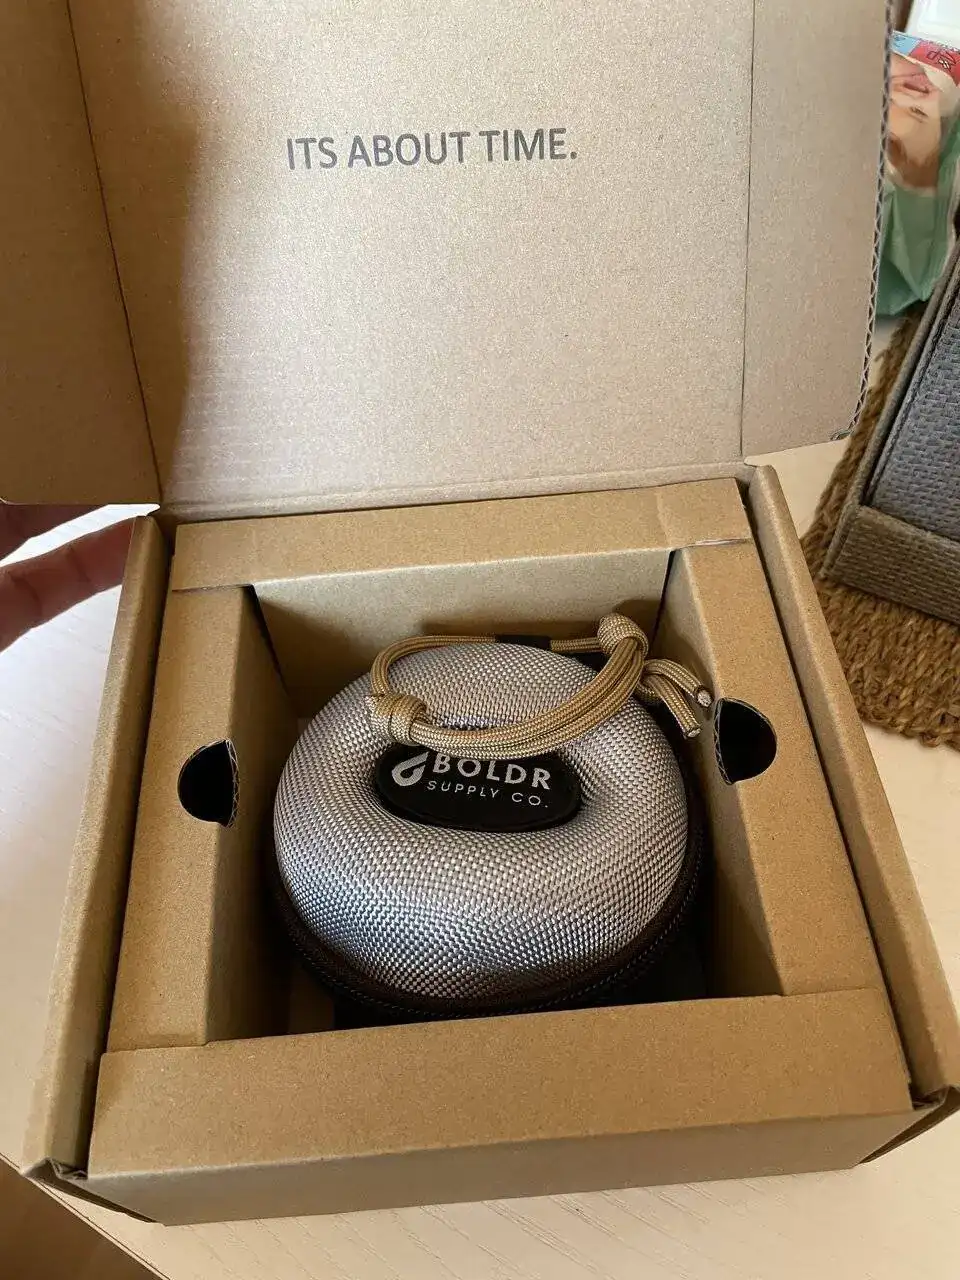 ITS ABOUT TIME.
BOLDR
SUPPLY CO.